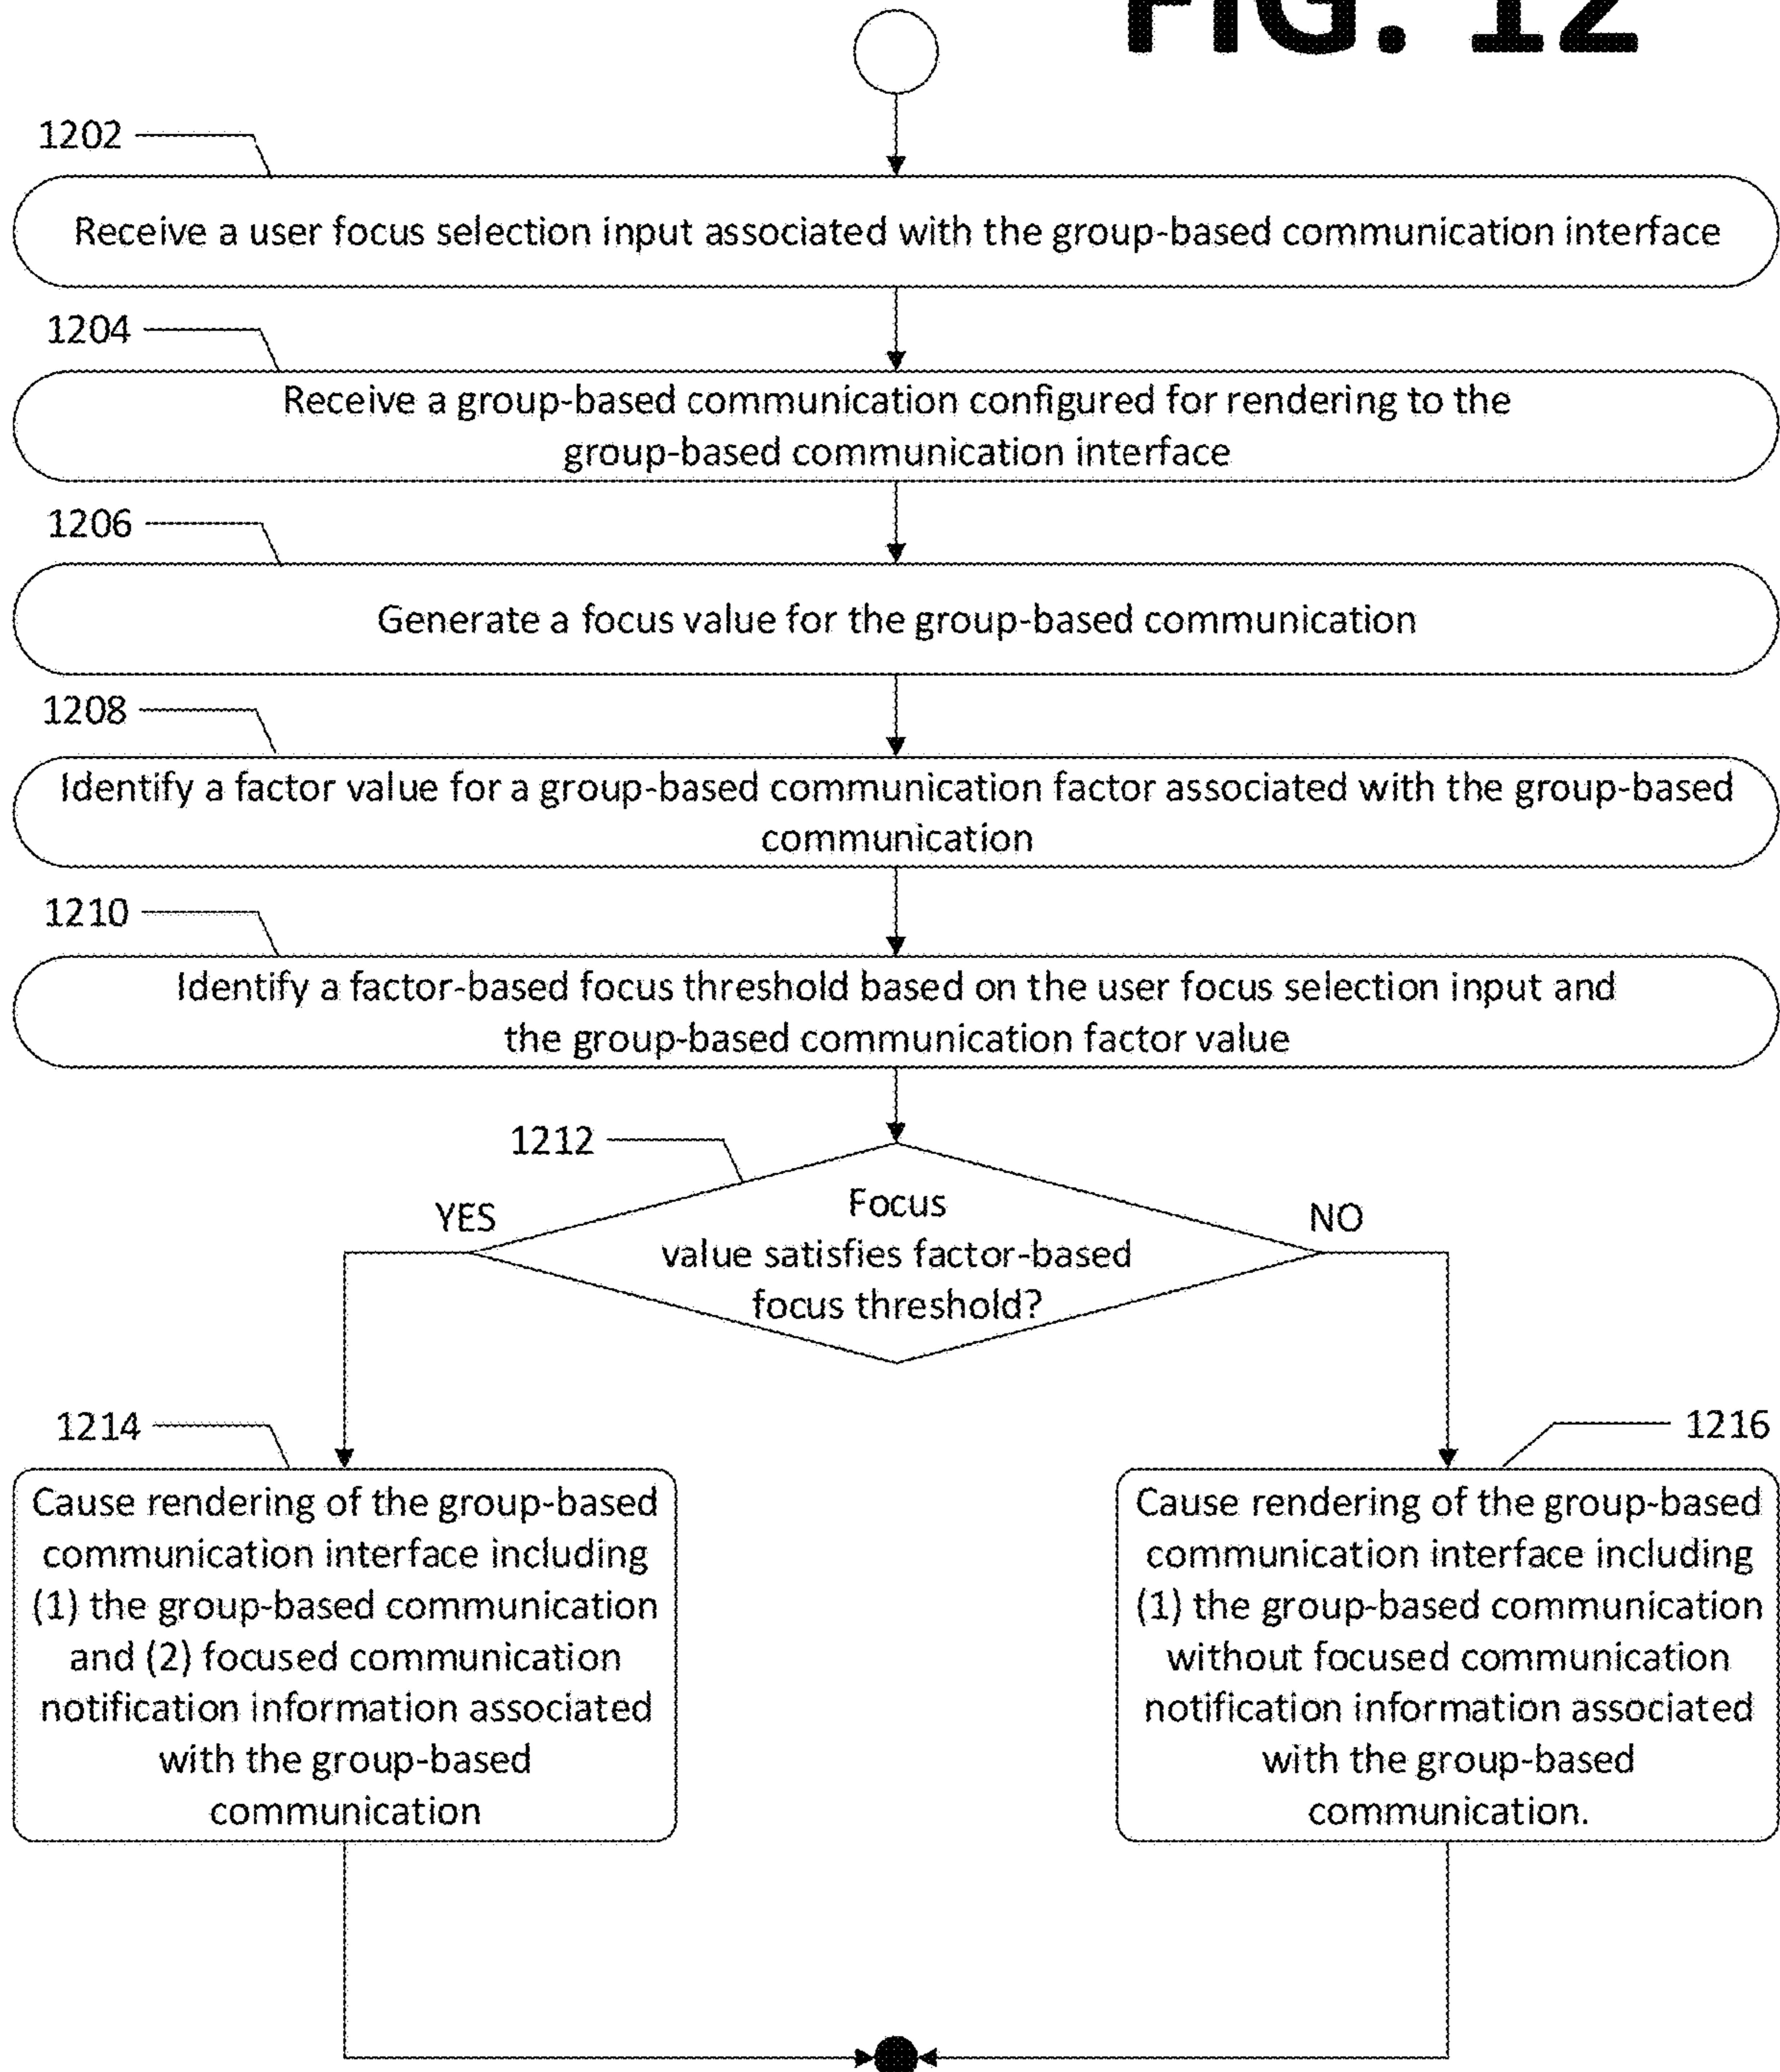 FIG. 12
1202
Receive a user focus selection input associated with the group-based communication interface
1204
Receive a group-based communication configured for rendering to the
group-based communication interface
1206
Generate a focus value for the group-based communication
1208
Identify a factor value for a group-based communication factor associated with the group-based
communication
1210
Identify a factor-based focus threshold based on the user focus selection input and
the group-based communication factor value
1212
YES
Focus
value satisfies factor-based
focus threshold?
NO
1214
Cause rendering of the group-based
communication interface including
(1) the group-based communication
and (2) focused communication
notification information associated
with the group-based
communication
1216
Cause rendering of the group-based
communication interface including
(1) the group-based communication
without focused communication
notification information associated
with the group-based
communication.